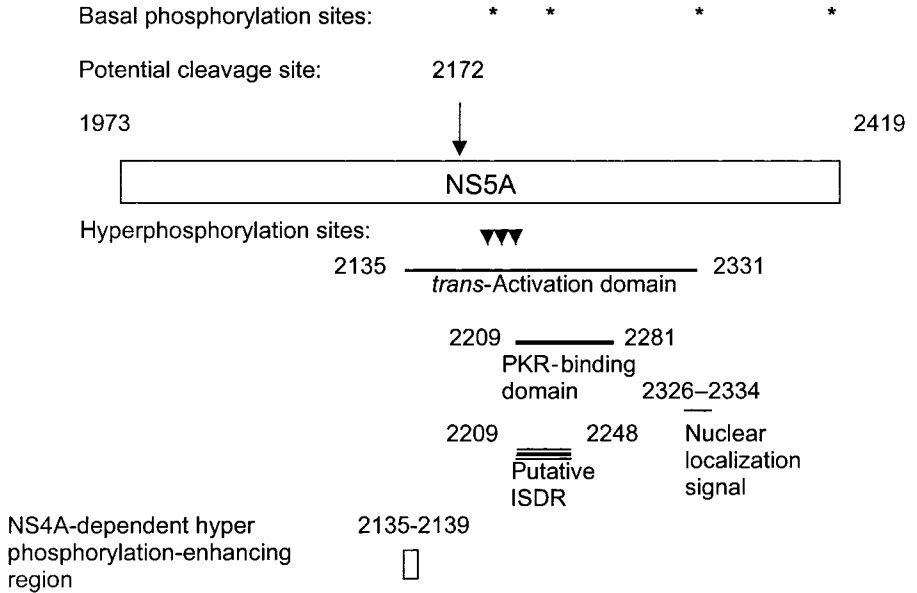 Basal phosphorylation sites: * * * *
Potential cleavage site: 2172
1973 2419
NS5A
Hyperphosphorylation sites:
2135 2331
trans-Activation domain
2209 2281
PKR-binding
domain
2326–2334
2209 2248
Nuclear
localization
signal
Putative
ISDR
NS4A-dependent hyper
phosphorylation-enhancing
region
2135-2139